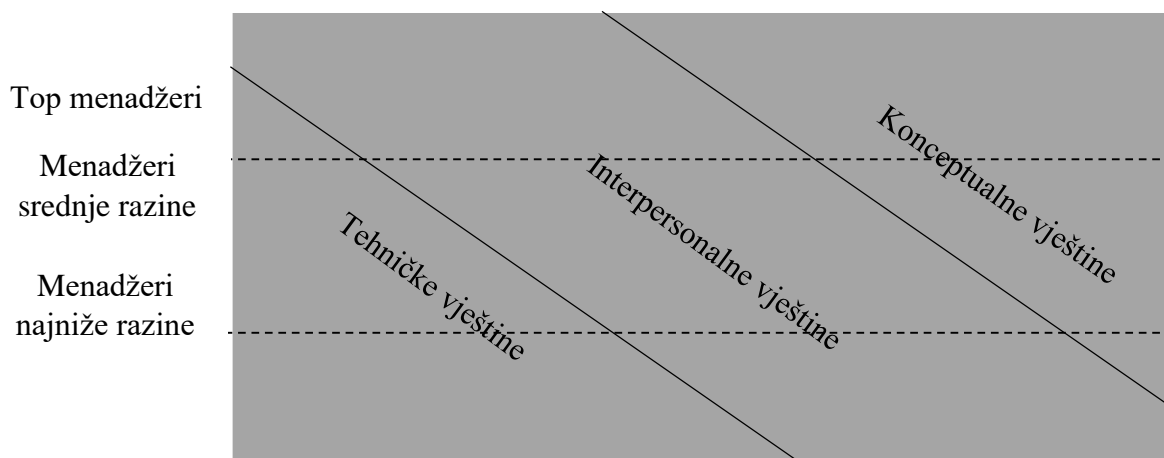 Top menadžeri
Menadžeri
srednje razine
Menadžeri
najniže razine
Tehničke vještine
Interpersonalne vještine
Konceptualne vještine